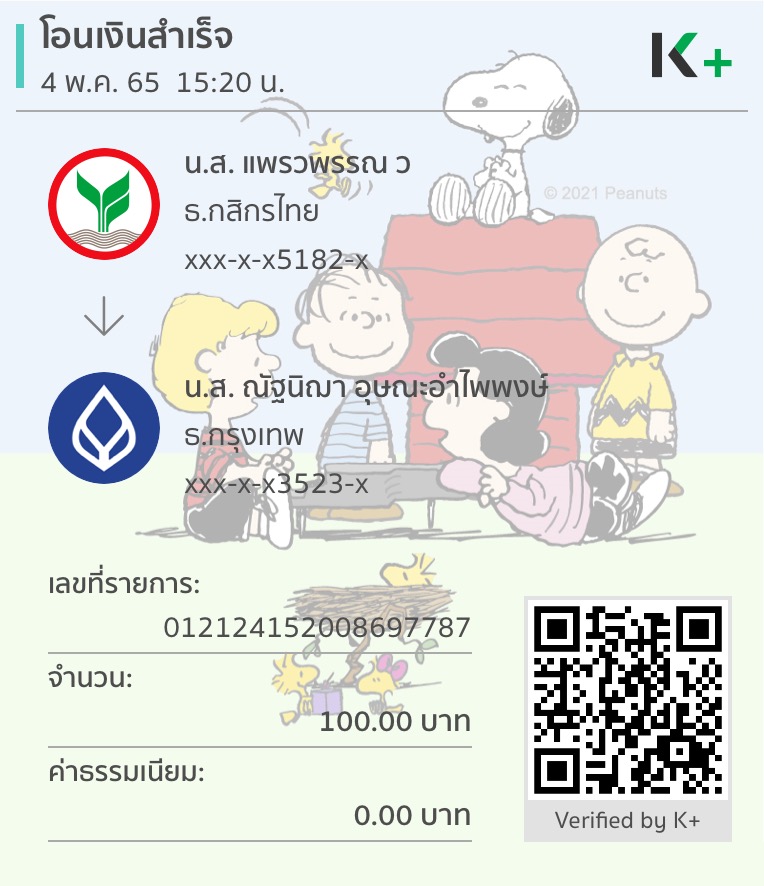 โอนเงินสำเร็จ
4 พ.ค. 65 15:20 น.
K+
น.ส. แพรวพรรณ ว
ธ.กสิกรไทย
xxx-x-x5182-x
© 2021 Peanuts
น.ส. ณัฐนิฌา อุษณะอำไพพงษ์
ธ.กรุงเทพ
xxx-x-x3523-x
เลขที่รายการ:
012124152008697787
จำนวน:
100.00 บาท
ค่าธรรมเนียม:
0.00 บาท
Verified by K+